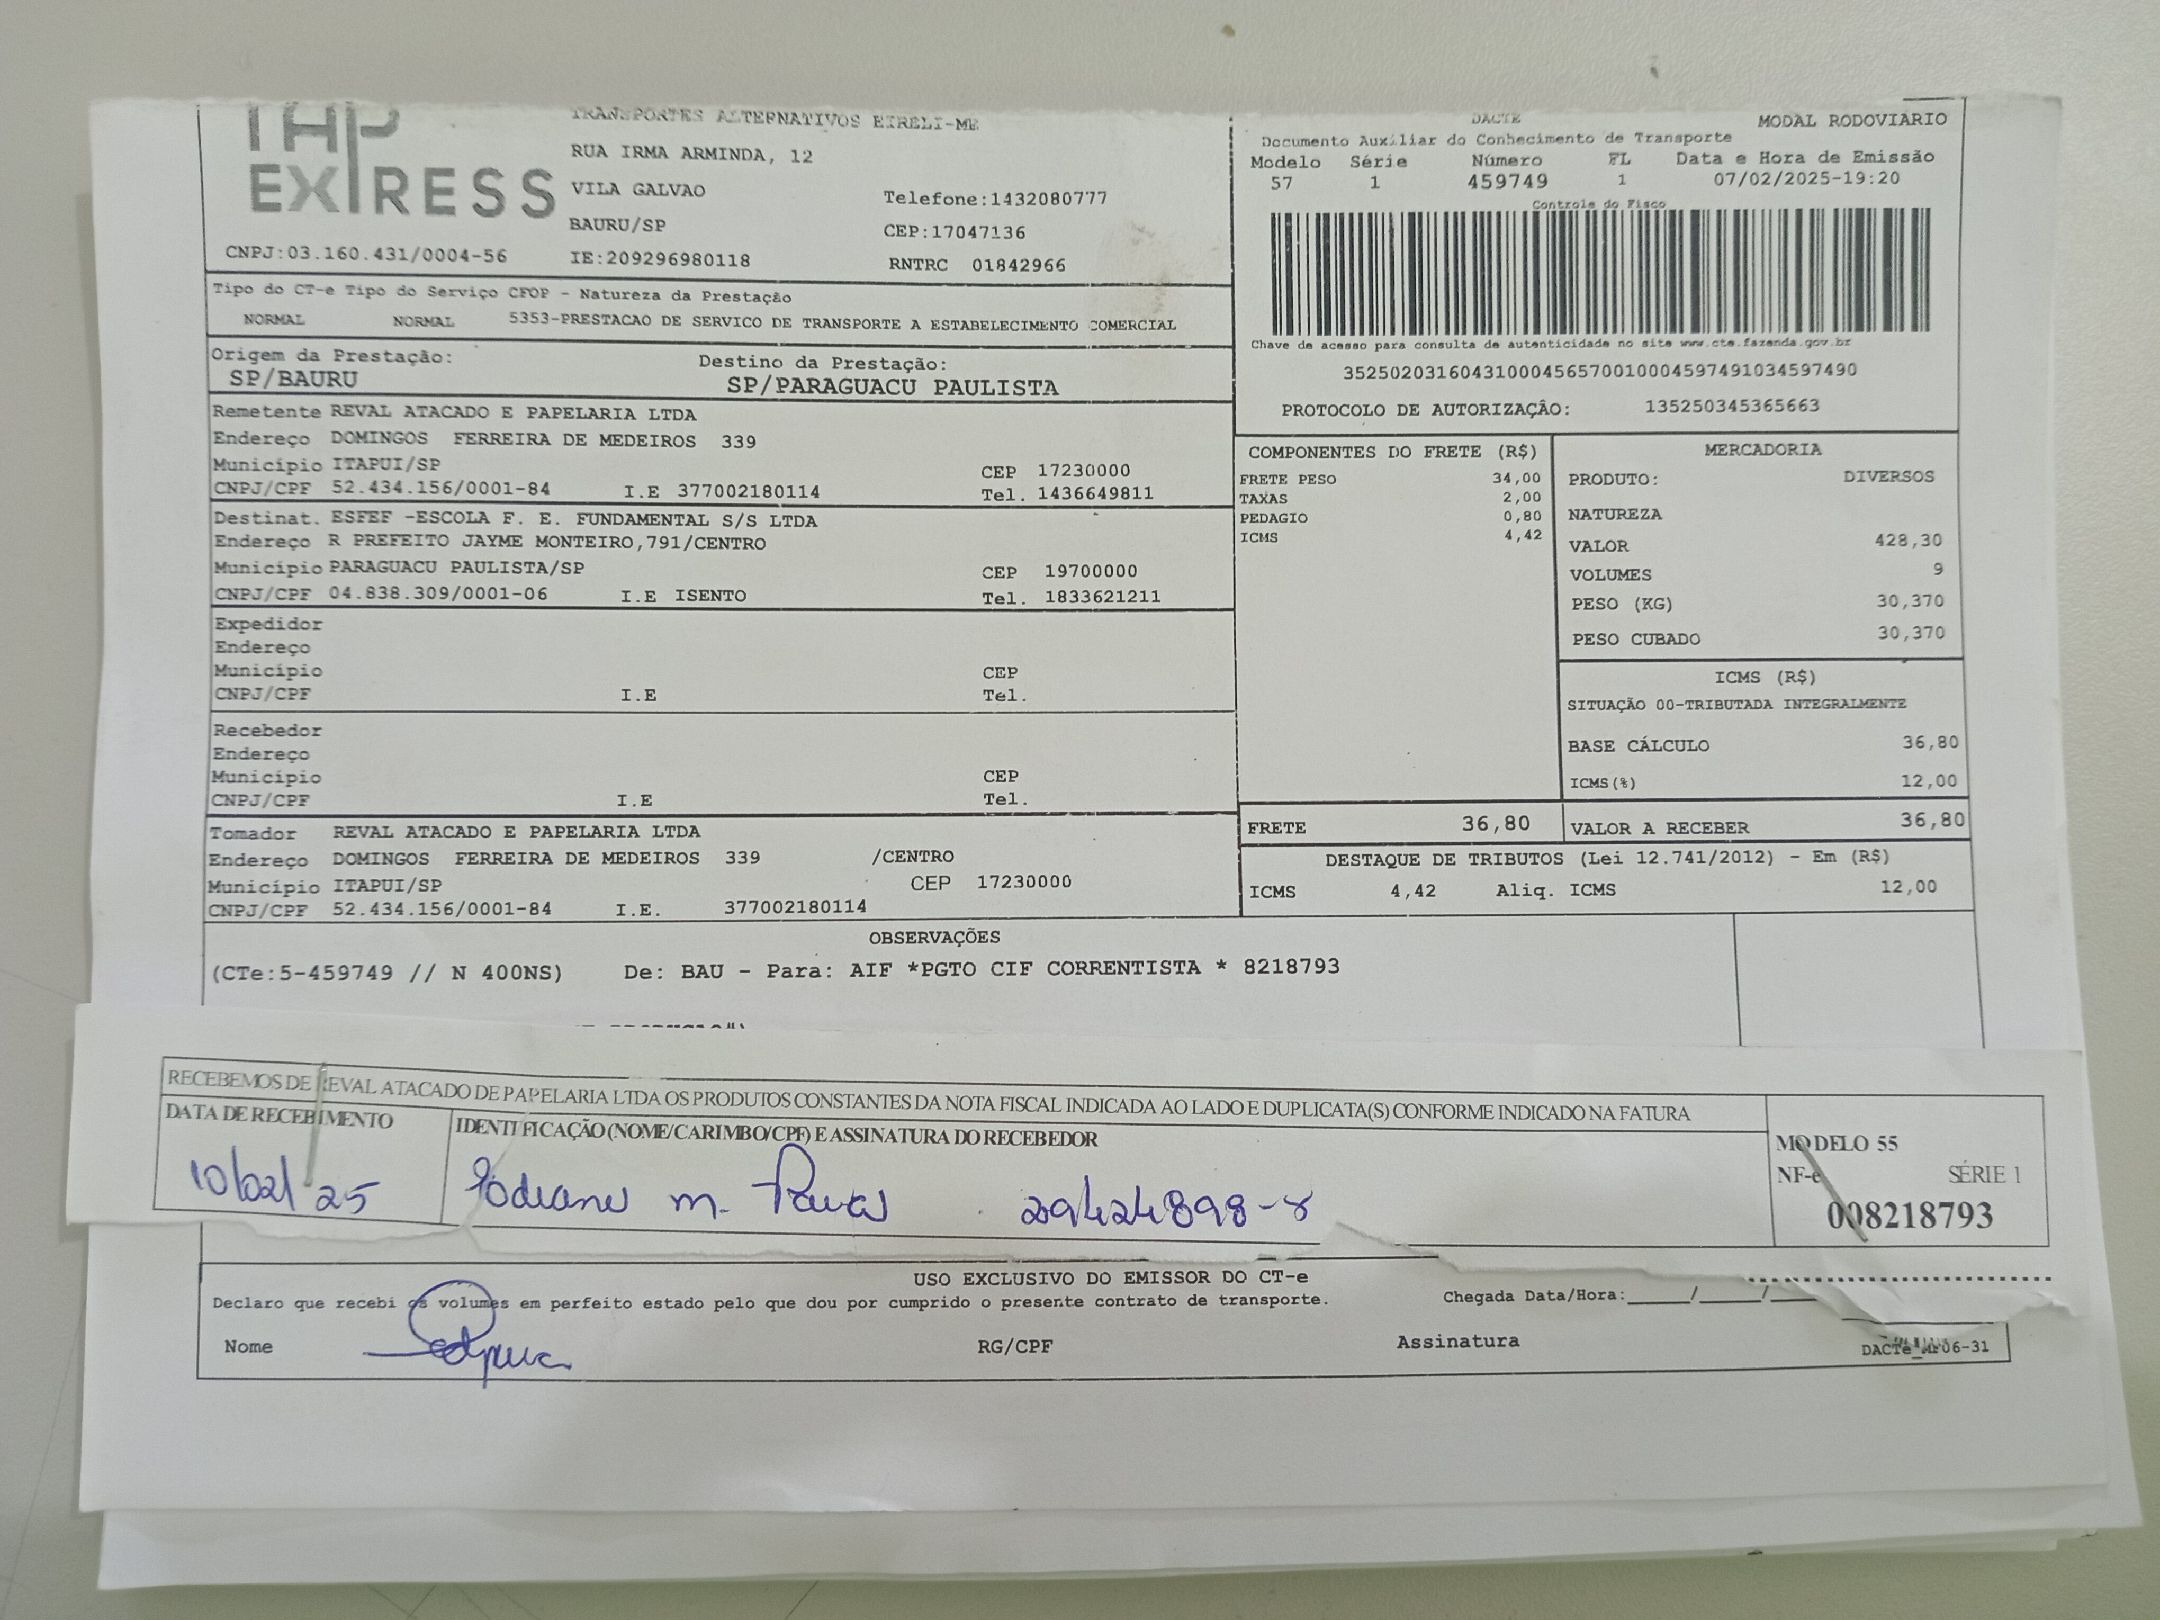 TRANSPORTES ALTERNATIVOS EIRELI-ME
RUA IRMA ARMINDA, 12
VILA GALVAO
Telefone:1432080777
BAURU/SP
CEP:17047136
CNPJ:03.160.431/0004-56
IE:209296980118
RNTRC 01842966
DACTE
MODAL RODOVIARIO
Documento Auxiliar do Conhecimento de Transporte
Modelo Série Número FL Data e Hora de Emissão
57 1 459749 1 07/02/2025-19:20
Controle do Fisco
Chave de acesso para consulta de autenticidade no site www.cte.fazenda.gov.br
35250203160431000456570010004597491034597490
PROTOCOLO DE AUTORIZAÇÃO: 135250345365663
Tipo do CT-e Tipo do Serviço CFOP - Natureza da Prestação
NORMAL NORMAL 5353-PRESTACAO DE SERVICO DE TRANSPORTE A ESTABELECIMENTO COMERCIAL
Origem da Prestação: Destino da Prestação:
SP/BAURU SP/PARAGUACU PAULISTA
Remetente REVAL ATACADO E PAPELARIA LTDA
Endereço DOMINGOS FERREIRA DE MEDEIROS 339
Município ITAPUI/SP CEP 17230000
CNPJ/CPF 52.434.156/0001-84 I.E 377002180114 Tel. 1436649811
Destinat. ESFEF -ESCOLA F. E. FUNDAMENTAL S/S LTDA
Endereço R PREFEITO JAYME MONTEIRO,791/CENTRO
Município PARAGUACU PAULISTA/SP CEP 19700000
CNPJ/CPF 04.838.309/0001-06 I.E ISENTO Tel. 1833621211
Expedidor
Endereço
Município CEP
CNPJ/CPF I.E Tel.
Recebedor
Endereço
Município CEP
CNPJ/CPF I.E Tel.
Tomador REVAL ATACADO E PAPELARIA LTDA
Endereço DOMINGOS FERREIRA DE MEDEIROS 339 /CENTRO
Município ITAPUI/SP CEP 17230000
CNPJ/CPF 52.434.156/0001-84 I.E. 377002180114
COMPONENTES DO FRETE (R$)
FRETE PESO 34,00
TAXAS 2,00
PEDAGIO 0,80
ICMS 4,42
MERCADORIA
PRODUTO: DIVERSOS
NATUREZA
VALOR 428,30
VOLUMES 9
PESO (KG) 30,370
PESO CUBADO 30,370
ICMS (R$)
SITUAÇÃO 00-TRIBUTADA INTEGRALMENTE
BASE CÁLCULO 36,80
ICMS(%) 12,00
FRETE 36,80 VALOR A RECEBER 36,80
DESTAQUE DE TRIBUTOS (Lei 12.741/2012) - Em (R$)
ICMS 4,42 Aliq. ICMS 12,00
OBSERVAÇÕES
(CTe:5-459749 // N 400NS) De: BAU - Para: AIF *PGTO CIF CORRENTISTA * 8218793
RECEBEMOS DE REVAL ATACADO DE PAPELARIA LTDA OS PRODUTOS CONSTANTES DA NOTA FISCAL INDICADA AO LADO E DUPLICATA(S) CONFORME INDICADO NA FATURA
DATA DE RECEBIMENTO IDENTIFICAÇÃO (NOME/CARIMBO/CPF) E ASSINATURA DO RECEBEDOR
10/02/25 M.
MODELO 55
NF-e SÉRIE 1
008218793
USO EXCLUSIVO DO EMISSOR DO CT-e
Declaro que recebi os volumes em perfeito estado pelo que dou por cumprido o presente contrato de transporte. Chegada Data/Hora:____/____/
Nome RG/CPF Assinatura